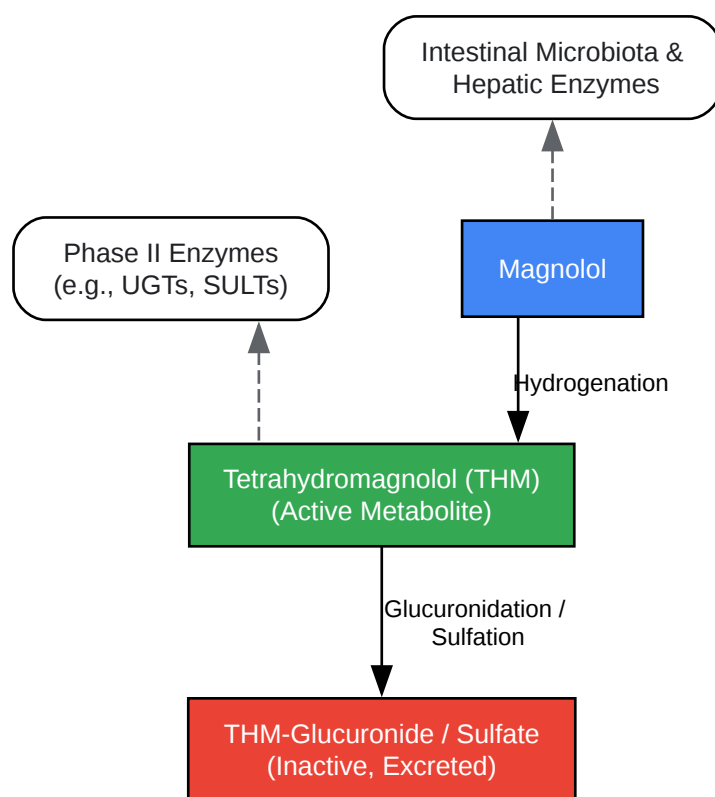 Intestinal Microbiota &
Hepatic Enzymes
Phase II Enzymes
(e.g., UGTs, SULTs)
Magnolol
Hydrogenation
Tetrahydromagnolol (THM)
(Active Metabolite)
Glucuronidation /
Sulfation
THM-Glucuronide / Sulfate
(Inactive, Excreted)